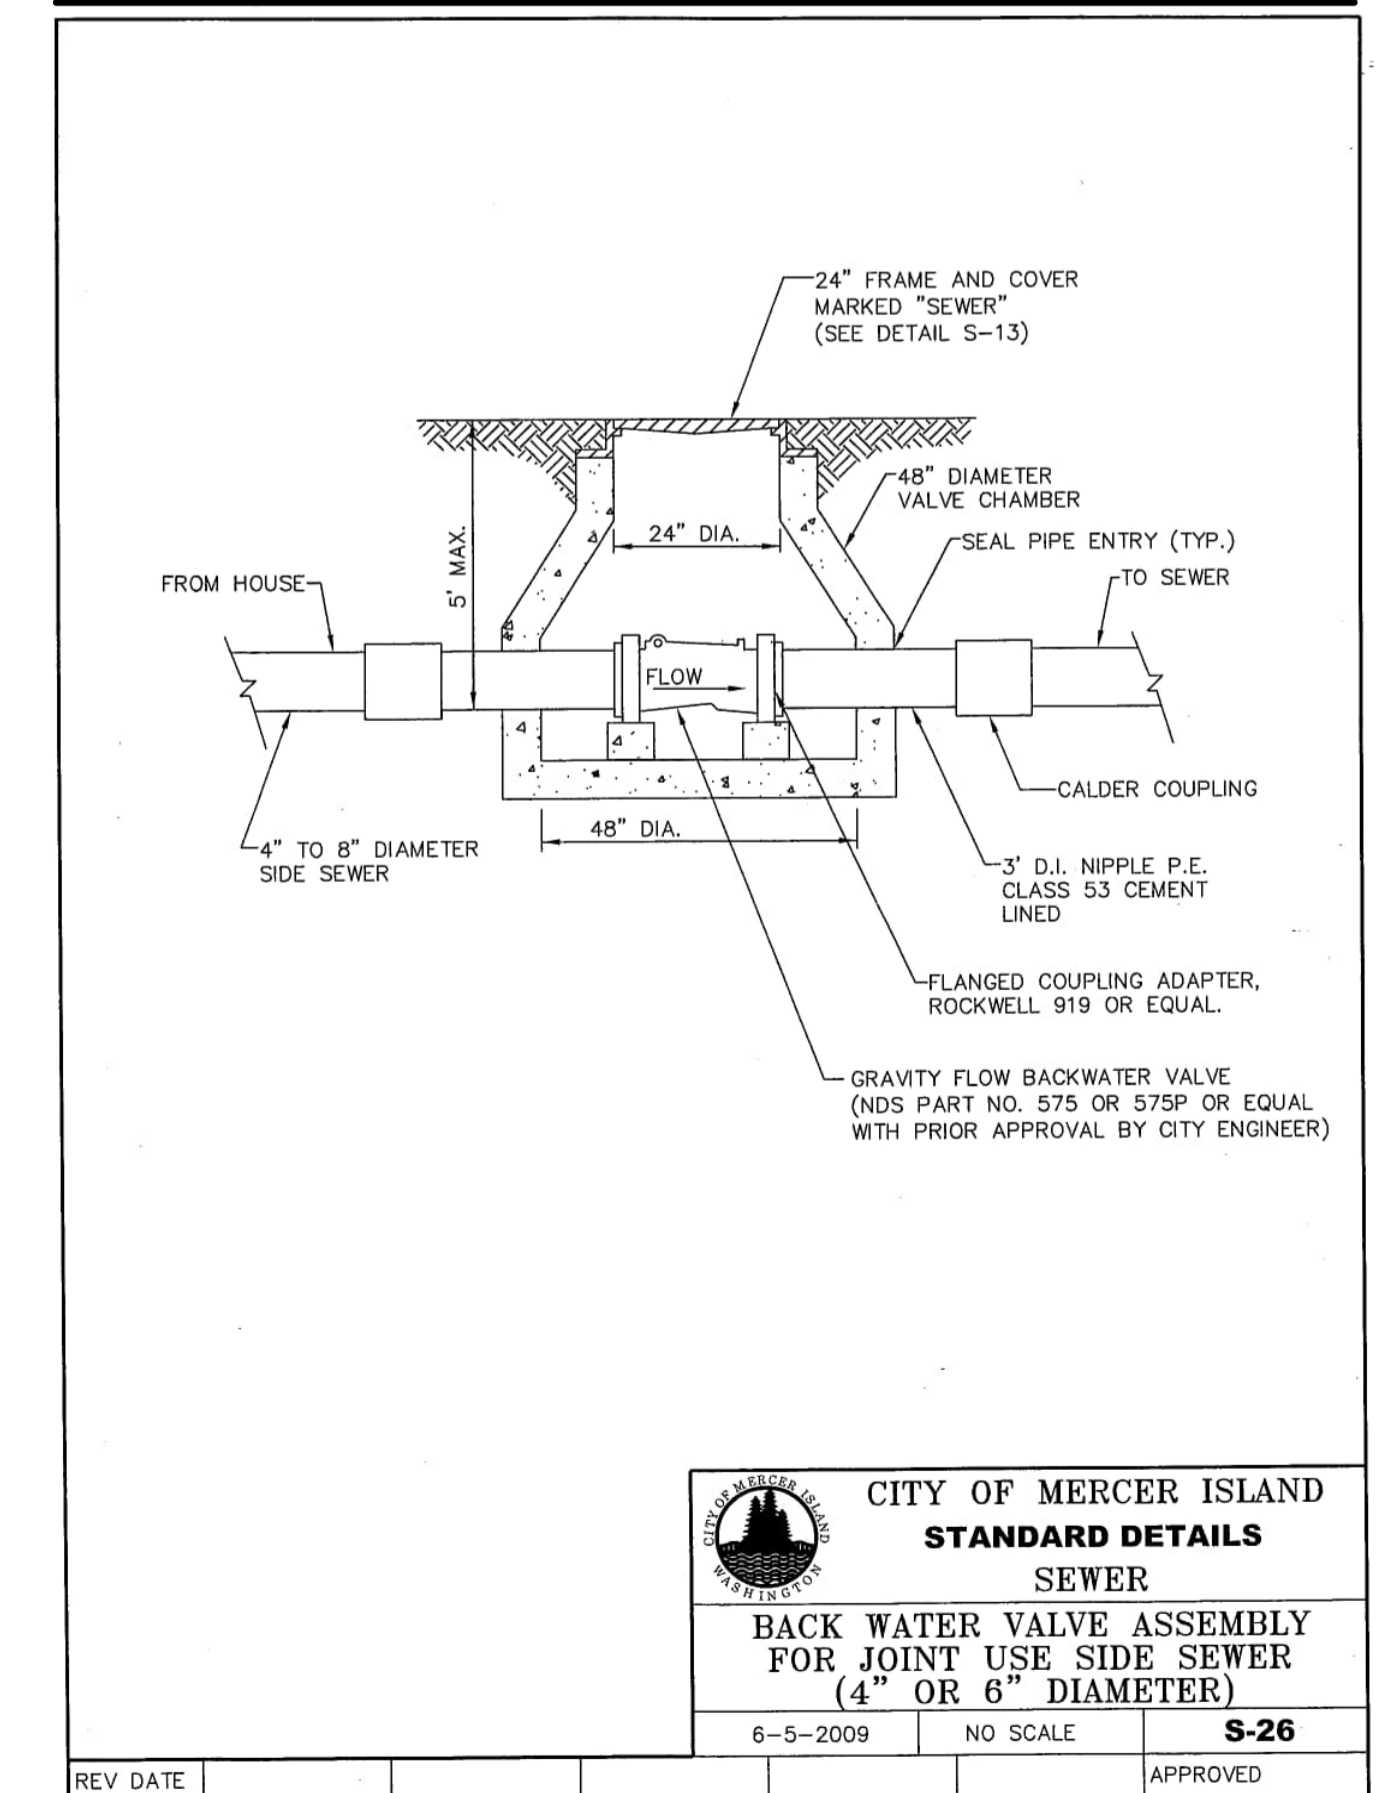 24" FRAME AND COVER
MARKED "SEWER"
(SEE DETAIL S-13)
48" DIAMETER
VALVE CHAMBER
24" DIA.
SEAL PIPE ENTRY (TYP.)
5' MAX.
FROM HOUSE
TO SEWER
FLOW
CALDER COUPLING
48" DIA.
4" TO 8" DIAMETER
SIDE SEWER
3' D.I. NIPPLE P.E.
CLASS 53 CEMENT
LINED
FLANGED COUPLING ADAPTER,
ROCKWELL 919 OR EQUAL.
GRAVITY FLOW BACKWATER VALVE
(NDS PART NO. 575 OR 575P OR EQUAL
WITH PRIOR APPROVAL BY CITY ENGINEER)
CITY OF MERCER ISLAND
WASHINGTON
CITY OF MERCER ISLAND
STANDARD DETAILS
SEWER
BACK WATER VALVE ASSEMBLY
FOR JOINT USE SIDE SEWER
(4" OR 6" DIAMETER)
6-5-2009
NO SCALE
S-26
REV DATE
APPROVED